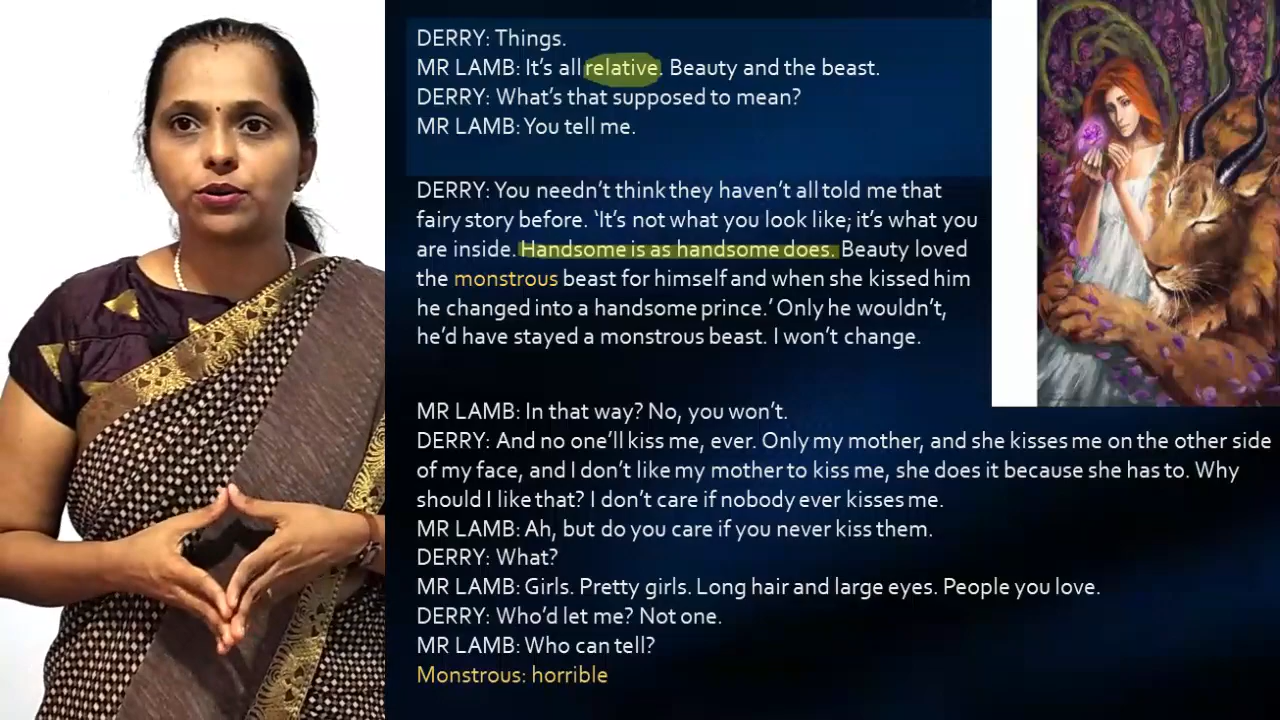 DERRY: Things.
MR LAMB: It’s all relative. Beauty and the beast.
DERRY: What’s that supposed to mean?
MR LAMB: You tell me.
DERRY: You needn’t think they haven’t all told me that
fairy story before. ‘It’s not what you look like; it’s what you
are inside. Handsome is as handsome does. Beauty loved
the monstrous beast for himself and when she kissed him
he changed into a handsome prince.’ Only he wouldn’t,
he’d have stayed a monstrous beast. I won’t change.
MR LAMB: In that way? No, you won’t.
DERRY: And no one’ll kiss me, ever. Only my mother, and she kisses me on the other side
of my face, and I don’t like my mother to kiss me, she does it because she has to. Why
should I like that? I don’t care if nobody ever kisses me.
MR LAMB: Ah, but do you care if you never kiss them.
DERRY: What?
MR LAMB: Girls. Pretty girls. Long hair and large eyes. People you love.
DERRY: Who’d let me? Not one.
MR LAMB: Who can tell?
Monstrous: horrible